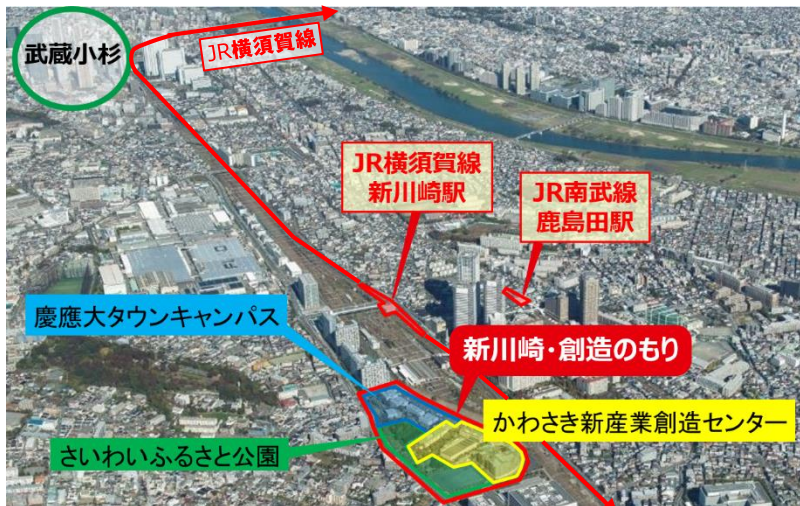 武蔵小杉
JR横須賀線
JR横須賀線
新川崎駅
JR南武線
鹿島田駅
慶應大タウンキャンパス
新川崎・創造のもり
かわさき新産業創造センター
さいわいふるさと公園